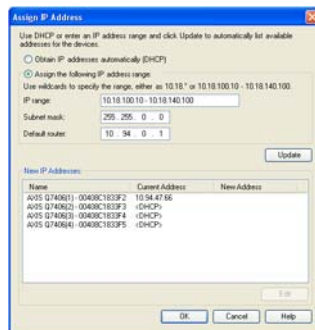 Assign IP Address
Use DHCP or enter an IP address range and click Update to automatically list available
addresses for the devices.
Obtain IP addresses automatically (DHCP)
Assign the following IP address range:
Use wildcards to specify the range, either as 10.18.* or 10.18.100.10 - 10.18.140.100.
IP range: 10.18.100.10 - 10.18.140.100
Subnet mask: 255 . 255 . 0 . 0
Default router: 10 . 94 . 0 . 1
Update
New IP Addresses:
Name Current Address New Address
AXIS Q7406(1) - 00408C1833F2 10.94.47.66
AXIS Q7406(2) - 00408C1833F3 <DHCP>
AXIS Q7406(3) - 00408C1833F4 <DHCP>
AXIS Q7406(4) - 00408C1833F5 <DHCP>
Edit
OK Cancel Help